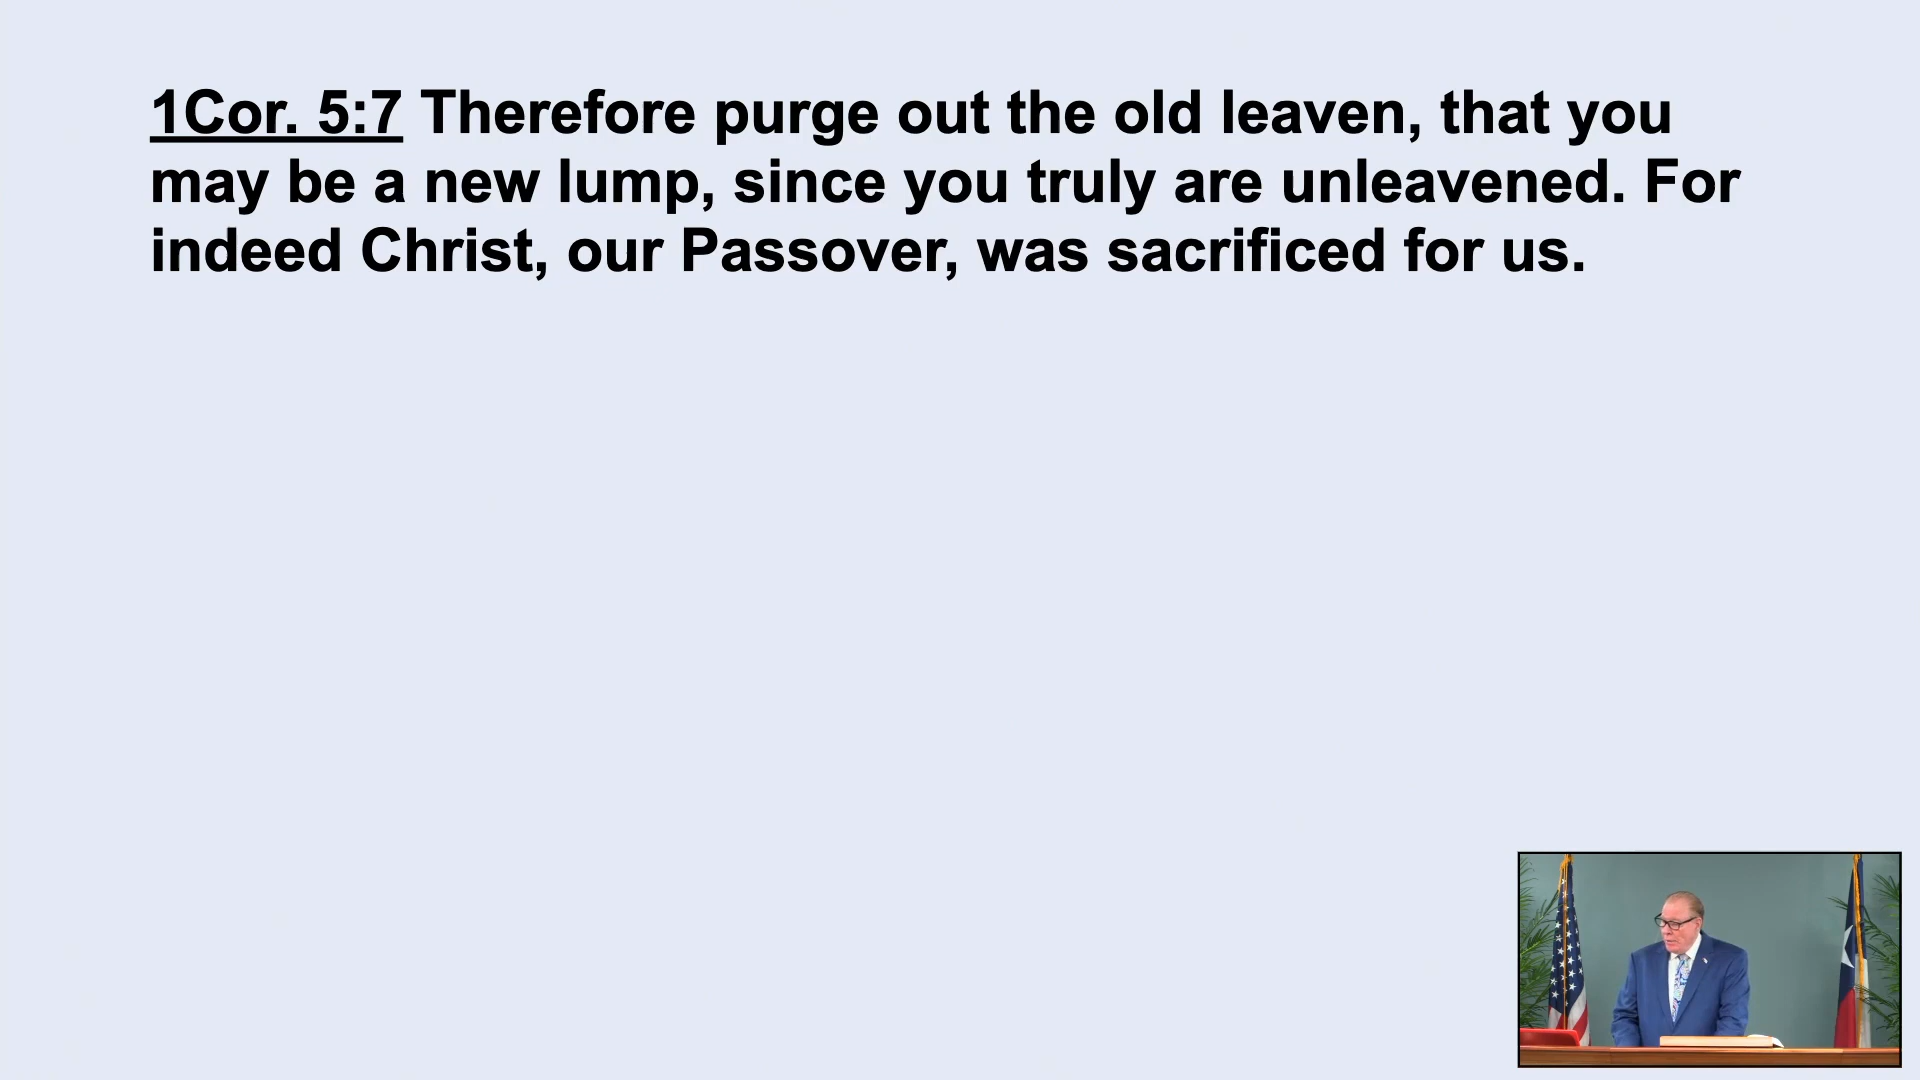 1Cor. 5:7 Therefore purge out the old leaven, that you
may be a new lump, since you truly are unleavened. For
indeed Christ, our Passover, was sacrificed for us.